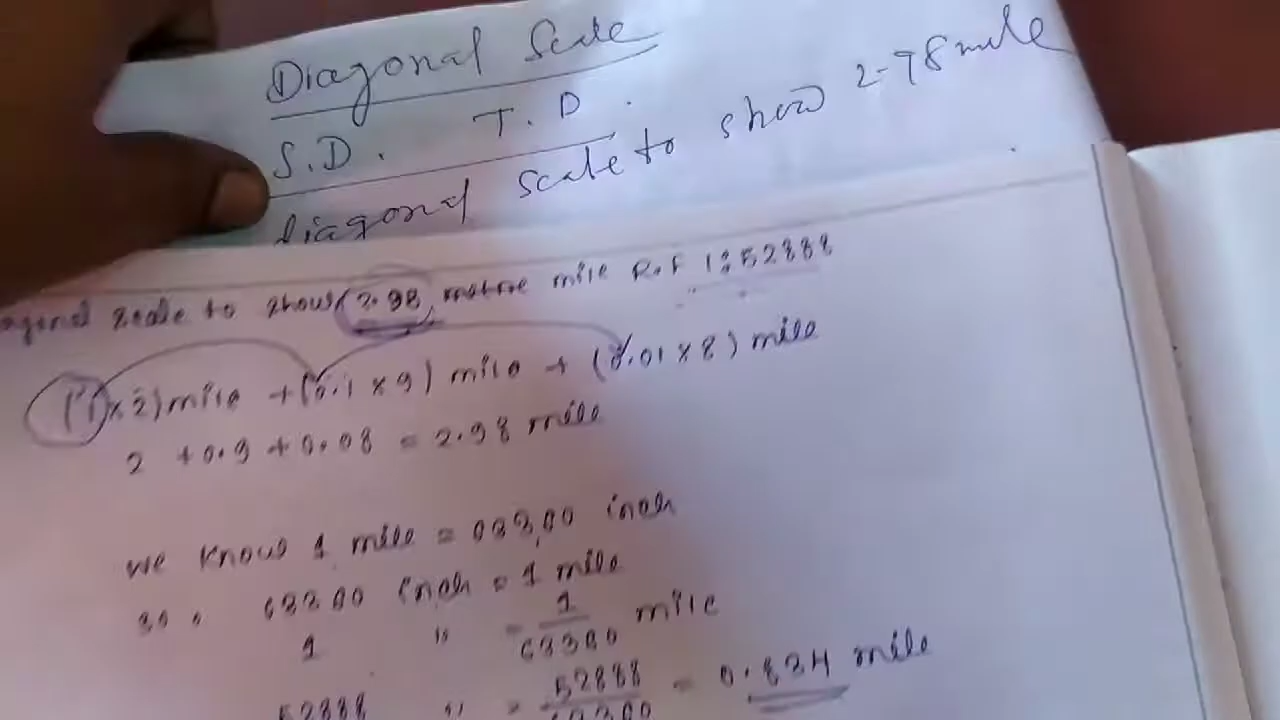 Diagonal Scale
S.D. T.D.
diagonal scale to show 2.98 mile
scale to show 2.98 mile R.F 1:52888
(1×2) mile + (0.1 × 9) mile + (0.01 × 8) mile
2 + 0.9 + 0.08 = 2.98 mile
we know 1 mile = 63360 inch
so, 63360 inch = 1 mile
1 " = 1/63360 mile
52888 " = 52888/63360 = 0.834 mile